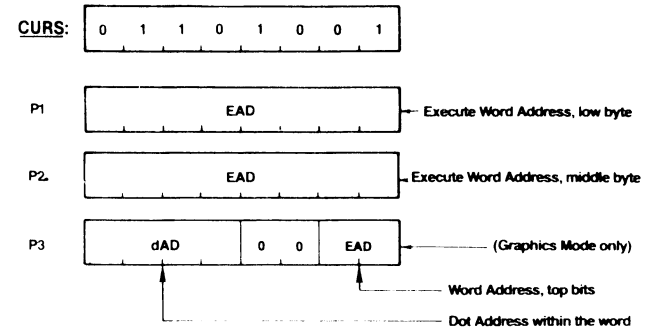 CURS: 0 1 1 0 1 0 0 1
P1 EAD Execute Word Address, low byte
P2. EAD Execute Word Address, middle byte
P3 dAD 0 0 EAD (Graphics Mode only)
Word Address, top bits
Dot Address within the word